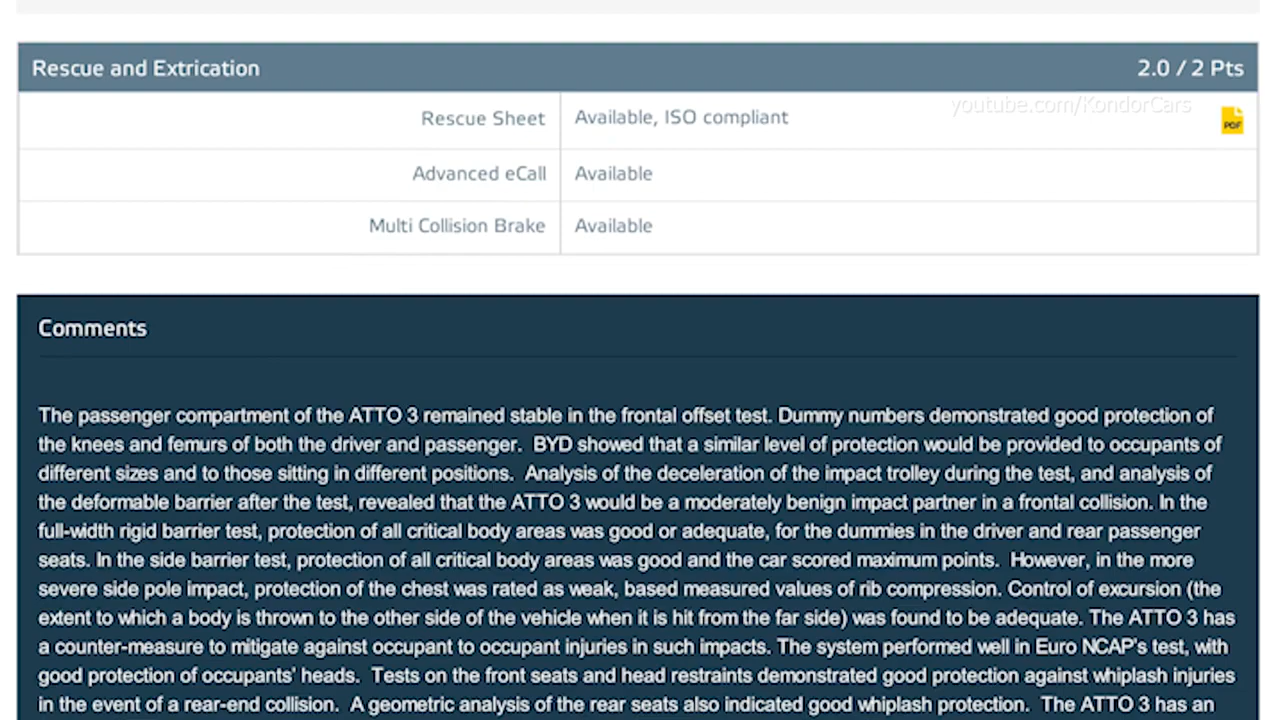 Rescue and Extrication 2.0 / 2 Pts
youtube.com/KondorCars
Rescue Sheet Available, ISO compliant PDF
Advanced eCall Available
Multi Collision Brake Available
Comments
The passenger compartment of the ATTO 3 remained stable in the frontal offset test. Dummy numbers demonstrated good protection of
the knees and femurs of both the driver and passenger.  BYD showed that a similar level of protection would be provided to occupants of
different sizes and to those sitting in different positions.  Analysis of the deceleration of the impact trolley during the test, and analysis of
the deformable barrier after the test, revealed that the ATTO 3 would be a moderately benign impact partner in a frontal collision. In the
full-width rigid barrier test, protection of all critical body areas was good or adequate, for the dummies in the driver and rear passenger
seats. In the side barrier test, protection of all critical body areas was good and the car scored maximum points.  However, in the more
severe side pole impact, protection of the chest was rated as weak, based measured values of rib compression. Control of excursion (the
extent to which a body is thrown to the other side of the vehicle when it is hit from the far side) was found to be adequate. The ATTO 3 has
a counter-measure to mitigate against occupant to occupant injuries in such impacts. The system performed well in Euro NCAP's test, with
good protection of occupants' heads.  Tests on the front seats and head restraints demonstrated good protection against whiplash injuries
in the event of a rear-end collision.  A geometric analysis of the rear seats also indicated good whiplash protection.  The ATTO 3 has an